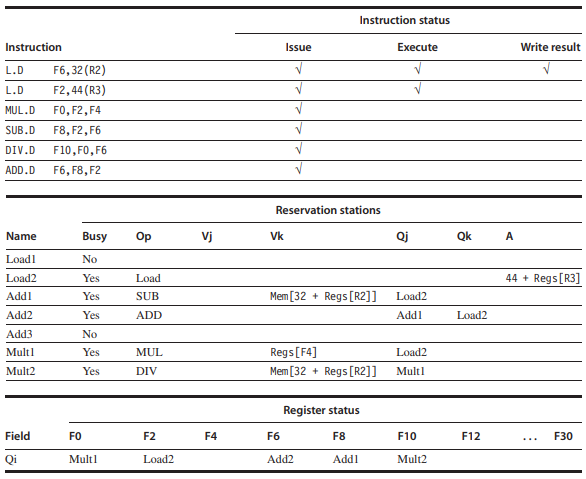 Instruction status
Instruction Issue Execute Write result
L.D F6,32(R2) √ √ √
L.D F2,44(R3) √ √
MUL.D F0,F2,F4 √
SUB.D F8,F2,F6 √
DIV.D F10,F0,F6 √
ADD.D F6,F8,F2 √
Reservation stations
Name Busy Op Vj Vk Qj Qk A
Load1 No
Load2 Yes Load 44 + Regs[R3]
Add1 Yes SUB Mem[32 + Regs[R2]] Load2
Add2 Yes ADD Add1 Load2
Add3 No
Mult1 Yes MUL Regs[F4] Load2
Mult2 Yes DIV Mem[32 + Regs[R2]] Mult1
Register status
Field F0 F2 F4 F6 F8 F10 F12 ... F30
Qi Mult1 Load2 Add2 Add1 Mult2